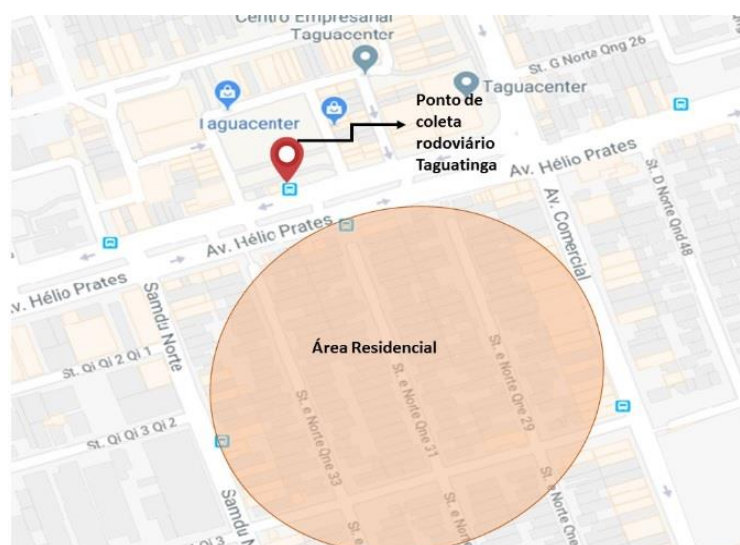 Centro Empresarial
Taguacenter
St. G Norte Qng 26
Taguacenter
Taguacenter
Ponto de
coleta
rodoviário
Taguatinga
Av. Hélio Prates
St. D Norte Qnd 48
Av. Comercial
Av. Hélio Prates
Av. Hélio Prates
Samdu Norte
Área Residencial
St. Qi Qi 2 Qi 1
St. Qi Qi 3 Qi 2
St. e Norte Qne 33
St. e Norte Qne 31
St. e Norte Qne 29
Samdu Norte